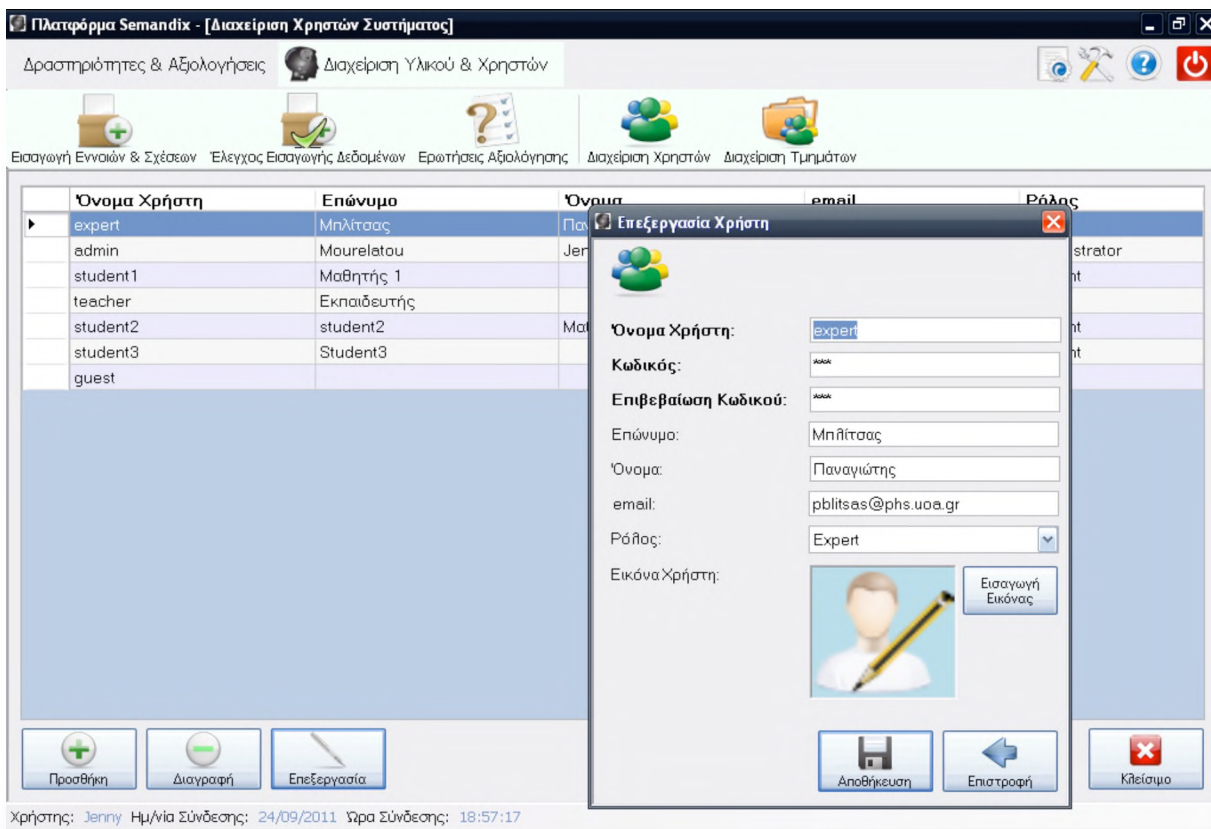 Πλατφόρμα Semandix - [Διαχείριση Χρηστών Συστήματος]
Δραστηριότητες & Αξιολογήσεις Διαχείριση Υλικού & Χρηστών
Εισαγωγή Εννοιών & Σχέσεων Έλεγχος Εισαγωγής Δεδομένων Ερωτήσεις Αξιολόγησης Διαχείριση Χρηστών Διαχείριση Τμημάτων
Όνομα Χρήστη Επώνυμο Όνομα email Ρόλος
expert Μπλίτσας
admin Mourelatou
student1 Μαθητής 1
teacher Εκπαιδευτής
student2 student2
student3 Student3
guest
Επεξεργασία Χρήστη
Όνομα Χρήστη: expert
Κωδικός: ***
Επιβεβαίωση Κωδικού: ***
Επώνυμο: Μπλίτσας
Όνομα: Παναγιώτης
email: pblitsas@phs.uoa.gr
Ρόλος: Expert
Εικόνα Χρήστη: Εισαγωγή
Εικόνας
Αποθήκευση Επιστροφή
Προσθήκη Διαγραφή Επεξεργασία Κλείσιμο
Χρήστης: Jenny Ημ/νία Σύνδεσης: 24/09/2011 Ώρα Σύνδεσης: 18:57:17